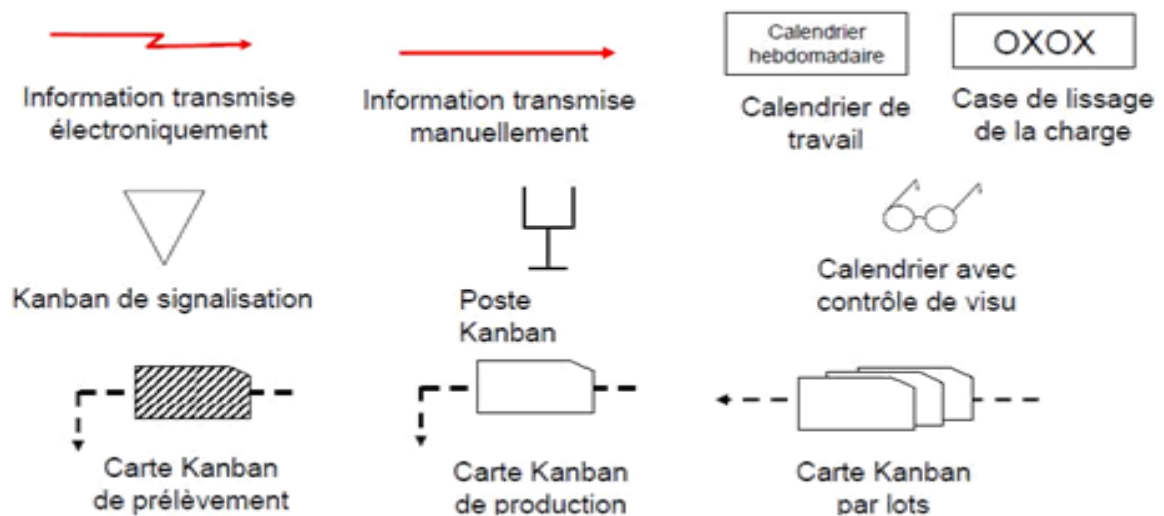 Information transmise
électroniquement
Information transmise
manuellement
Calendrier
hebdomadaire
Calendrier de
travail
OXOX
Case de lissage
de la charge
Kanban de signalisation
Poste
Kanban
Calendrier avec
contrôle de visu
Carte Kanban
de prélèvement
Carte Kanban
de production
Carte Kanban
par lots